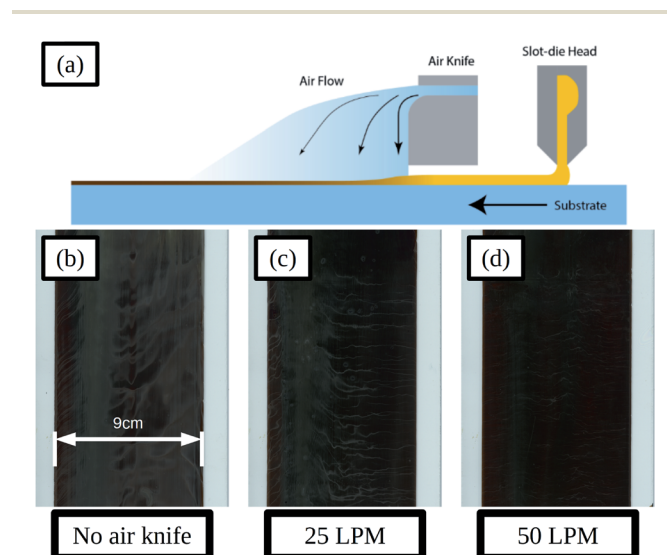 (a)
Air Flow
Air Knife
Slot-die Head
Substrate
(b)
(c)
(d)
9cm
No air knife
25 LPM
50 LPM